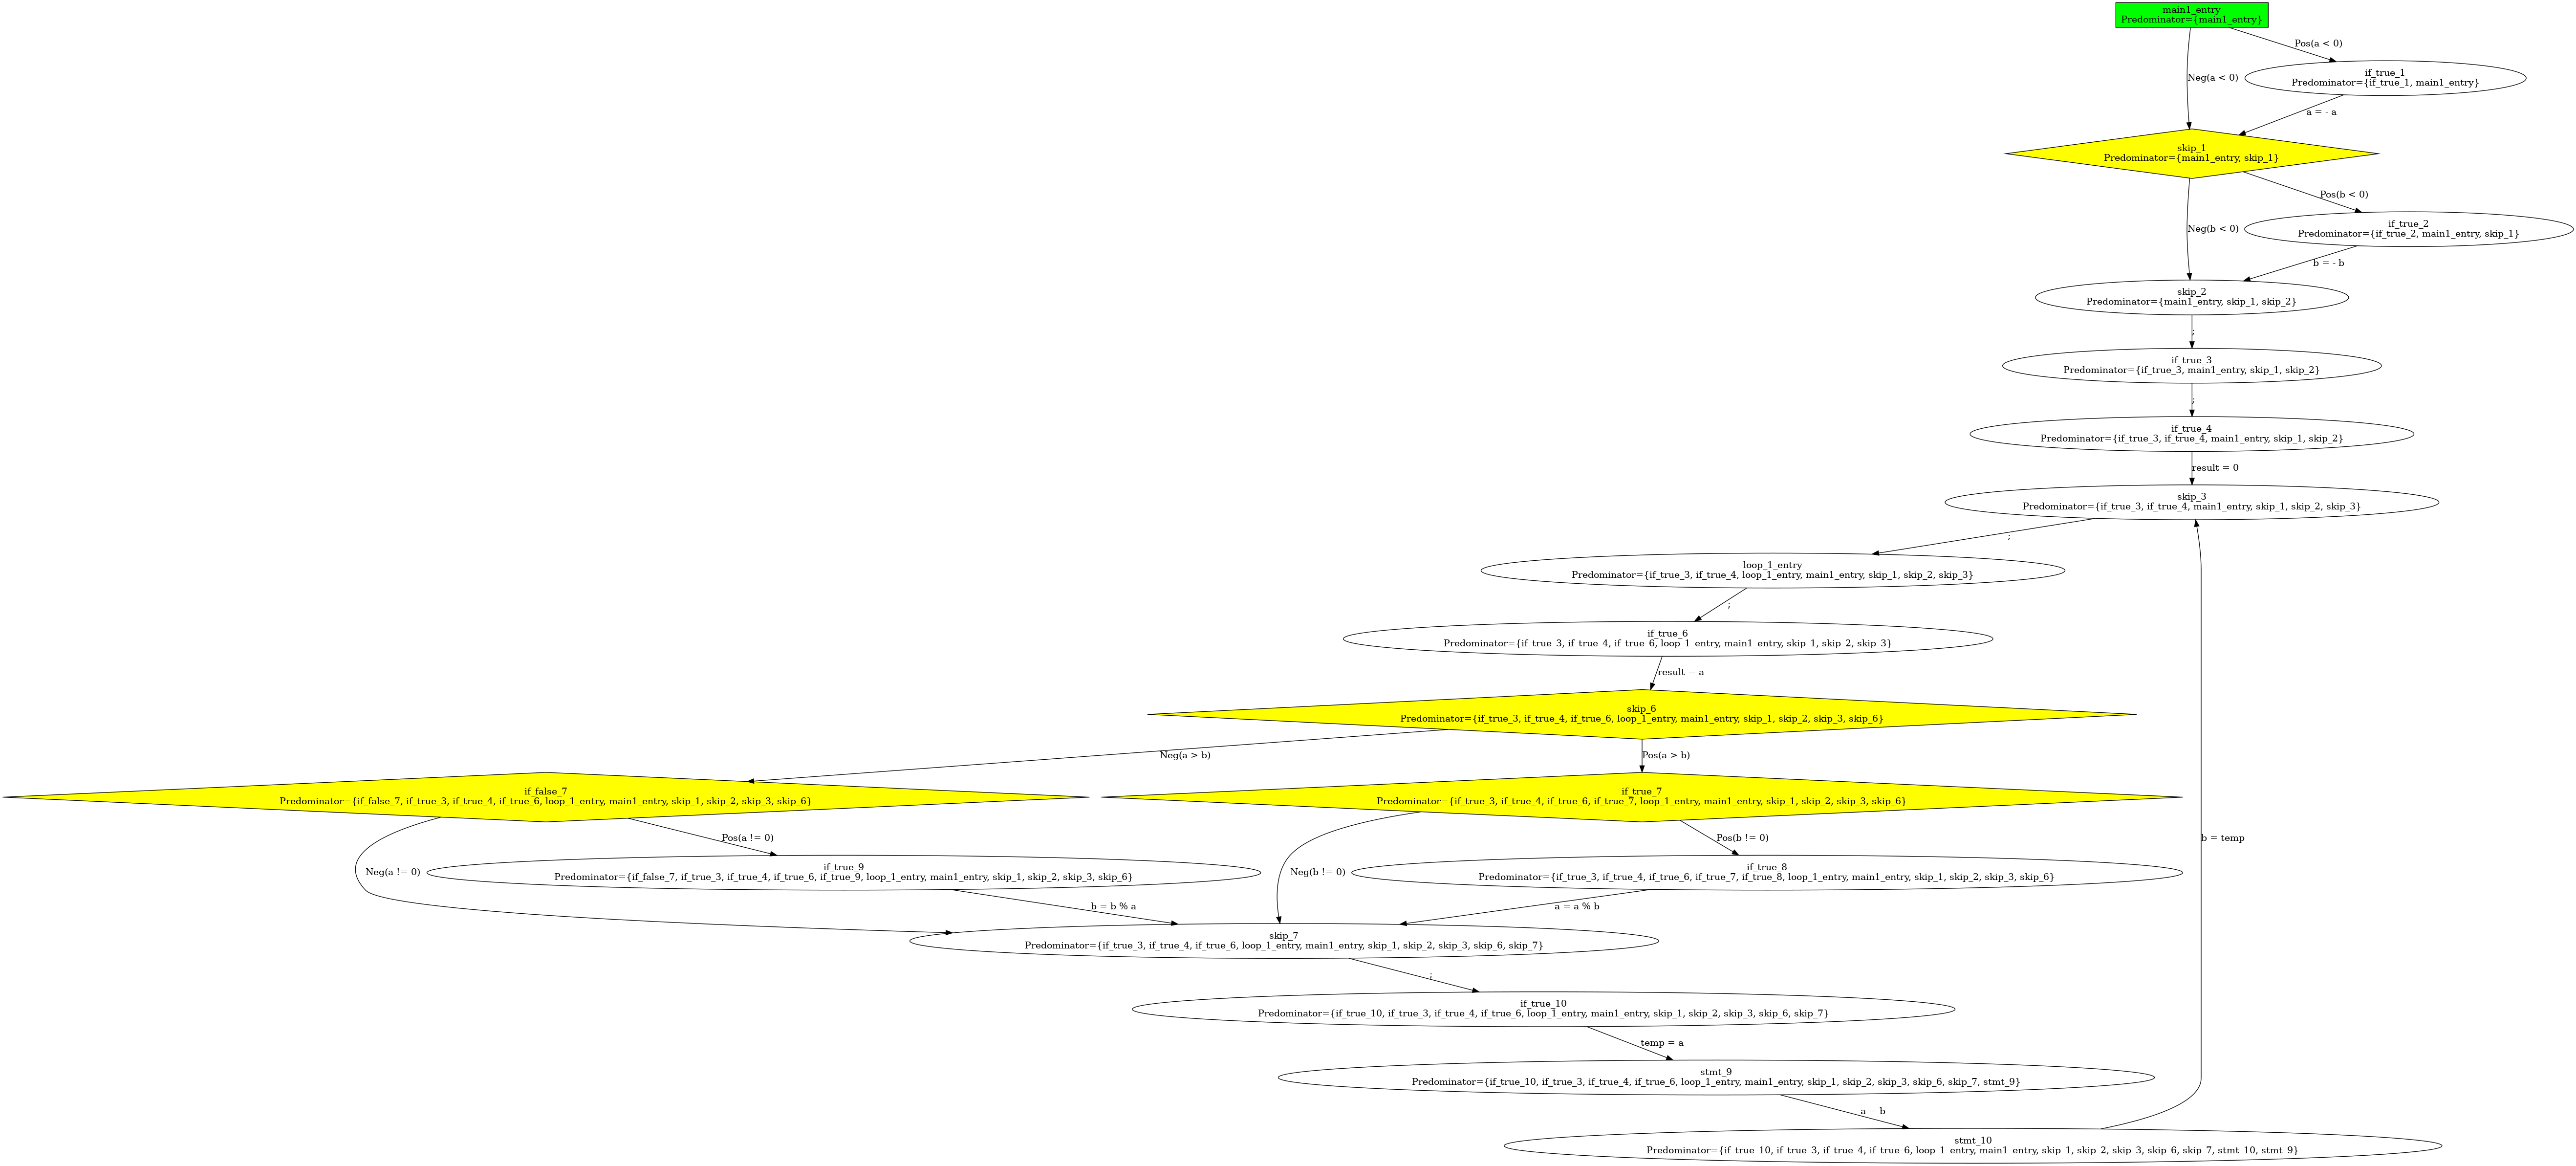 main1_entry
Predominator={main1_entry}
Pos(a < 0)
Neg(a < 0)
if_true_1
Predominator={if_true_1, main1_entry}
a = - a
skip_1
Predominator={main1_entry, skip_1}
Pos(b < 0)
Neg(b < 0)
if_true_2
Predominator={if_true_2, main1_entry, skip_1}
b = - b
skip_2
Predominator={main1_entry, skip_1, skip_2}
;
if_true_3
Predominator={if_true_3, main1_entry, skip_1, skip_2}
;
if_true_4
Predominator={if_true_3, if_true_4, main1_entry, skip_1, skip_2}
result = 0
skip_3
Predominator={if_true_3, if_true_4, main1_entry, skip_1, skip_2, skip_3}
;
loop_1_entry
Predominator={if_true_3, if_true_4, loop_1_entry, main1_entry, skip_1, skip_2, skip_3}
;
if_true_6
Predominator={if_true_3, if_true_4, if_true_6, loop_1_entry, main1_entry, skip_1, skip_2, skip_3}
result = a
skip_6
Predominator={if_true_3, if_true_4, if_true_6, loop_1_entry, main1_entry, skip_1, skip_2, skip_3, skip_6}
Neg(a > b)
Pos(a > b)
if_false_7
Predominator={if_false_7, if_true_3, if_true_4, if_true_6, loop_1_entry, main1_entry, skip_1, skip_2, skip_3, skip_6}
if_true_7
Predominator={if_true_3, if_true_4, if_true_6, if_true_7, loop_1_entry, main1_entry, skip_1, skip_2, skip_3, skip_6}
Pos(a != 0)
Pos(b != 0)
b = temp
Neg(a != 0)
if_true_9
Predominator={if_false_7, if_true_3, if_true_4, if_true_6, if_true_9, loop_1_entry, main1_entry, skip_1, skip_2, skip_3, skip_6}
Neg(b != 0)
if_true_8
Predominator={if_true_3, if_true_4, if_true_6, if_true_7, if_true_8, loop_1_entry, main1_entry, skip_1, skip_2, skip_3, skip_6}
b = b % a
a = a % b
skip_7
Predominator={if_true_3, if_true_4, if_true_6, loop_1_entry, main1_entry, skip_1, skip_2, skip_3, skip_6, skip_7}
;
if_true_10
Predominator={if_true_10, if_true_3, if_true_4, if_true_6, loop_1_entry, main1_entry, skip_1, skip_2, skip_3, skip_6, skip_7}
temp = a
stmt_9
Predominator={if_true_10, if_true_3, if_true_4, if_true_6, loop_1_entry, main1_entry, skip_1, skip_2, skip_3, skip_6, skip_7, stmt_9}
a = b
stmt_10
Predominator={if_true_10, if_true_3, if_true_4, if_true_6, loop_1_entry, main1_entry, skip_1, skip_2, skip_3, skip_6, skip_7, stmt_10, stmt_9}